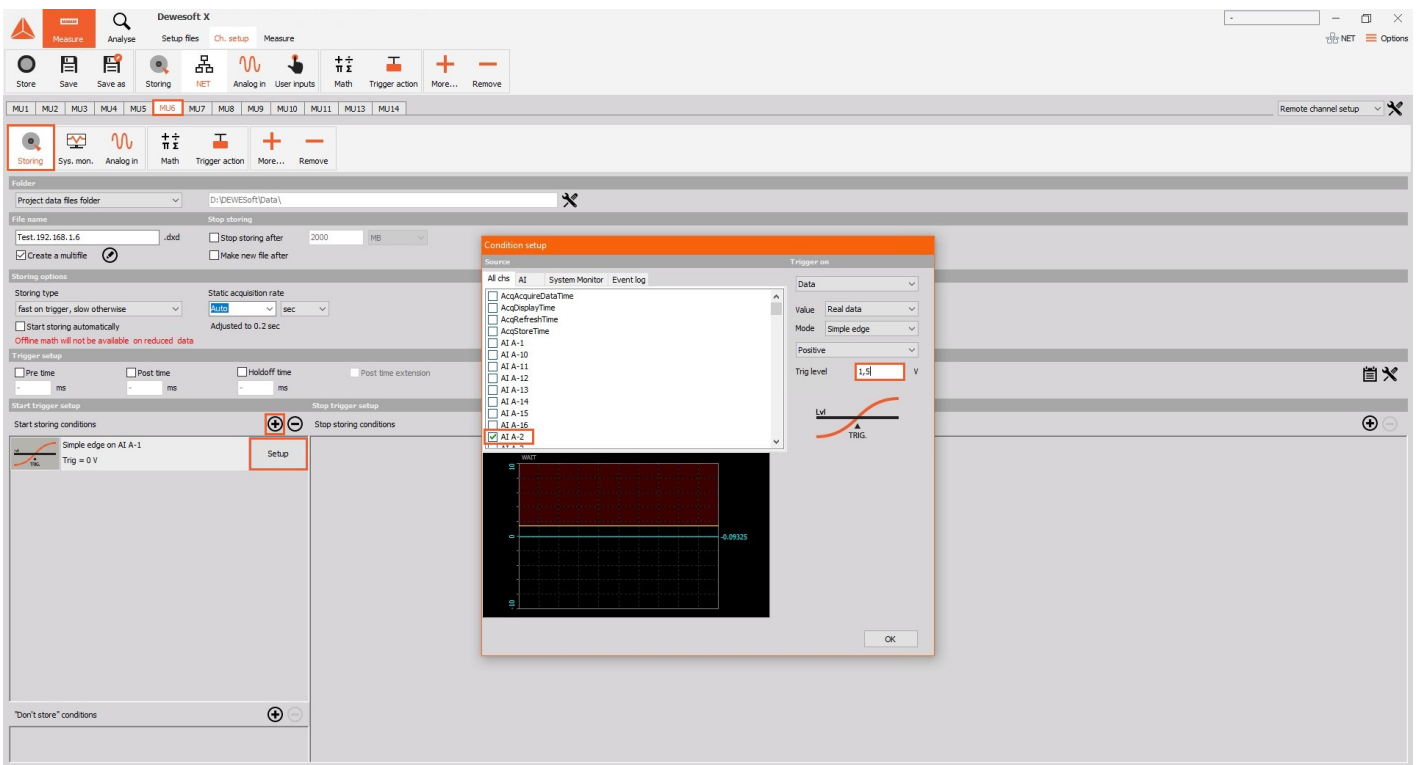 Dewesoft X
-
Measure
Analyse
Setup files
Ch. setup
Measure
NET
Options
Store
Save
Save as
Storing
NET
Analog in
User inputs
Math
Trigger action
More...
Remove
MU1
MU2
MU3
MU4
MU5
MU6
MU7
MU8
MU9
MU10
MU11
MU13
MU14
Remote channel setup
Storing
Sys. mon.
Analog in
Math
Trigger action
More...
Remove
Folder
Project data files folder
D:\DEWESoft\Data\
File name
Stop storing
Test.192.168.1.6
.dxd
Stop storing after
2000
MB
Create a multifile
Make new file after
Storing options
Storing type
Static acquisition rate
fast on trigger, slow otherwise
Auto
sec
Start storing automatically
Adjusted to 0.2 sec
Offline math will not be available on reduced data
Trigger setup
Pre time
Post time
Holdoff time
Post time extension
-
ms
-
ms
-
ms
Start trigger setup
Stop trigger setup
Start storing conditions
Stop storing conditions
Simple edge on AI A-1
Trig = 0 V
TRIG.
Setup
"Don't store" conditions
Condition setup
Source
Trigger on
All chs
AI
System Monitor
Event log
AcqAcquireDataTime
AcqDisplayTime
AcqRefreshTime
AcqStoreTime
AI A-1
AI A-10
AI A-11
AI A-12
AI A-13
AI A-14
AI A-15
AI A-16
AI A-2
AI A-3
Data
Value
Real data
Mode
Simple edge
Positive
Trig level
1,5
V
Lvl
TRIG.
WAIT
10
0
-10
-0.09325
OK